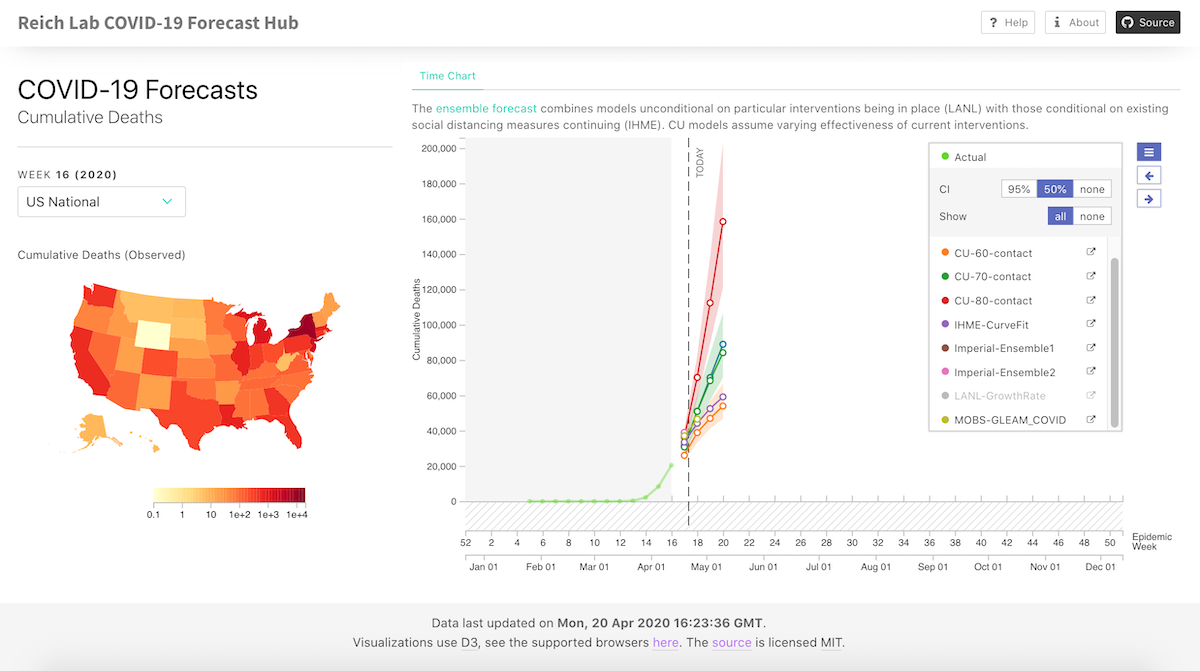 Reich Lab COVID-19 Forecast Hub
? Help
i About
Source
COVID-19 Forecasts
Cumulative Deaths
WEEK 16 (2020)
US National
Cumulative Deaths (Observed)
0.1 1 10 1e+2 1e+3 1e+4
Time Chart
The ensemble forecast combines models unconditional on particular interventions being in place (LANL) with those conditional on existing
social distancing measures continuing (IHME). CU models assume varying effectiveness of current interventions.
200,000
180,000
160,000
140,000
120,000
100,000
80,000
60,000
40,000
20,000
0
Cumulative Deaths
TODAY
Actual
CI 95% 50% none
Show all none
CU-60-contact
CU-70-contact
CU-80-contact
IHME-CurveFit
Imperial-Ensemble1
Imperial-Ensemble2
LANL-GrowthRate
MOBS-GLEAM_COVID
52 2 4 6 8 10 12 14 16 18 20 22 24 26 28 30 32 34 36 38 40 42 44 46 48 50
Epidemic
Week
Jan 01 Feb 01 Mar 01 Apr 01 May 01 Jun 01 Jul 01 Aug 01 Sep 01 Oct 01 Nov 01 Dec 01
Data last updated on Mon, 20 Apr 2020 16:23:36 GMT.
Visualizations use D3, see the supported browsers here. The source is licensed MIT.